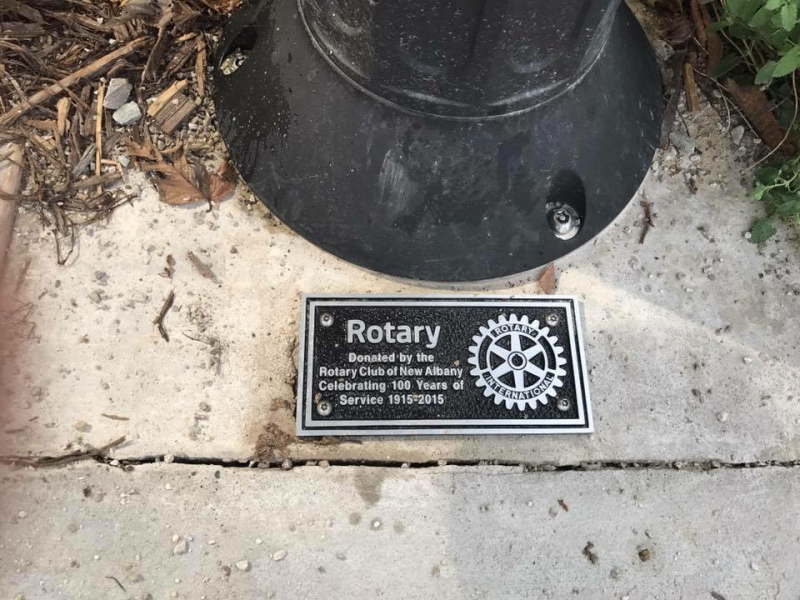 Rotary
Donated by the
Rotary Club of New Albany
Celebrating 100 Years of
Service 1915-2015
ROTARY
INTERNATIONAL